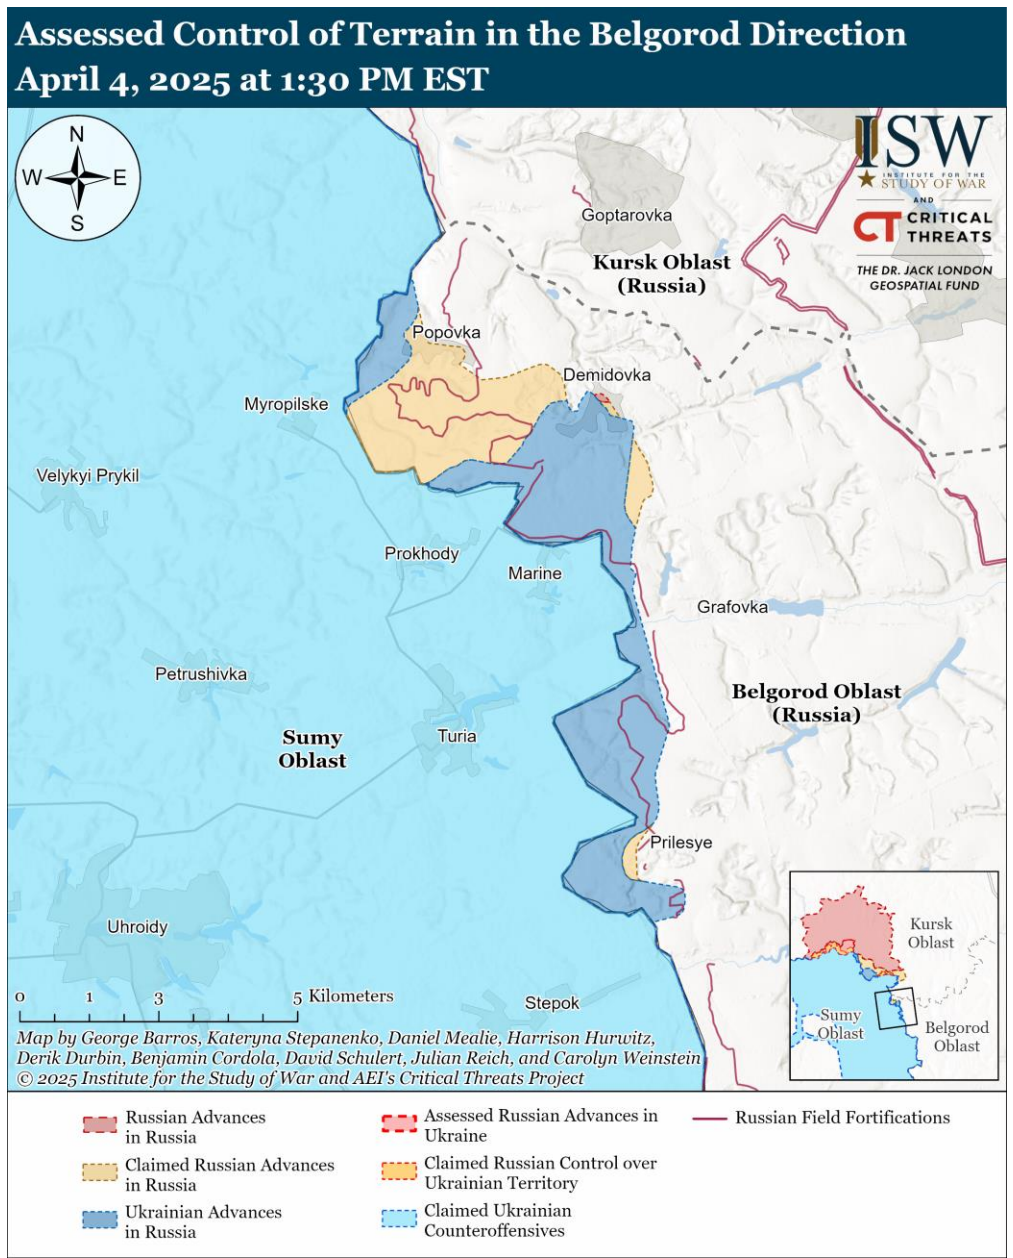 Assessed Control of Terrain in the Belgorod Direction
April 4, 2025 at 1:30 PM EST
N
W
E
S
ISW
INSTITUTE FOR THE
STUDY OF WAR
AND
CT CRITICAL
THREATS
THE DR. JACK LONDON
GEOSPATIAL FUND
Goptarovka
Kursk Oblast
(Russia)
Popovka
Demidovka
Myropilske
Velykyi Prykil
Prokhody
Marine
Grafovka
Petrushivka
Belgorod Oblast
(Russia)
Sumy
Oblast
Turia
Prilesye
Uhroidy
Stepok
Kursk
Oblast
Sumy
Oblast
Belgorod
Oblast
0 1 3 5 Kilometers
Map by George Barros, Kateryna Stepanenko, Daniel Mealie, Harrison Hurwitz,
Derik Durbin, Benjamin Cordola, David Schulert, Julian Reich, and Carolyn Weinstein
© 2025 Institute for the Study of War and AEI's Critical Threats Project
Russian Advances
in Russia
Claimed Russian Advances
in Russia
Ukrainian Advances
in Russia
Assessed Russian Advances in
Ukraine
Claimed Russian Control over
Ukrainian Territory
Claimed Ukrainian
Counteroffensives
Russian Field Fortifications